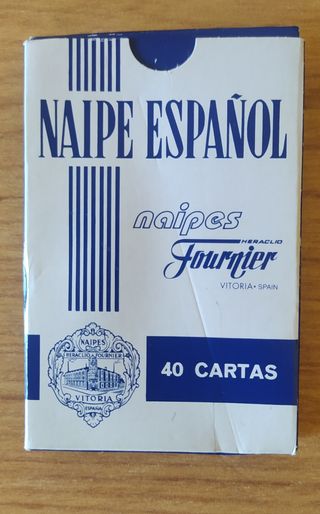 NAIPE ESPAÑOL
naipes
HERACLIO
Fournier
VITORIA - SPAIN
40 CARTAS
NAIPES
HERACLIO FOURNIER
VITORIA
ESPAÑA